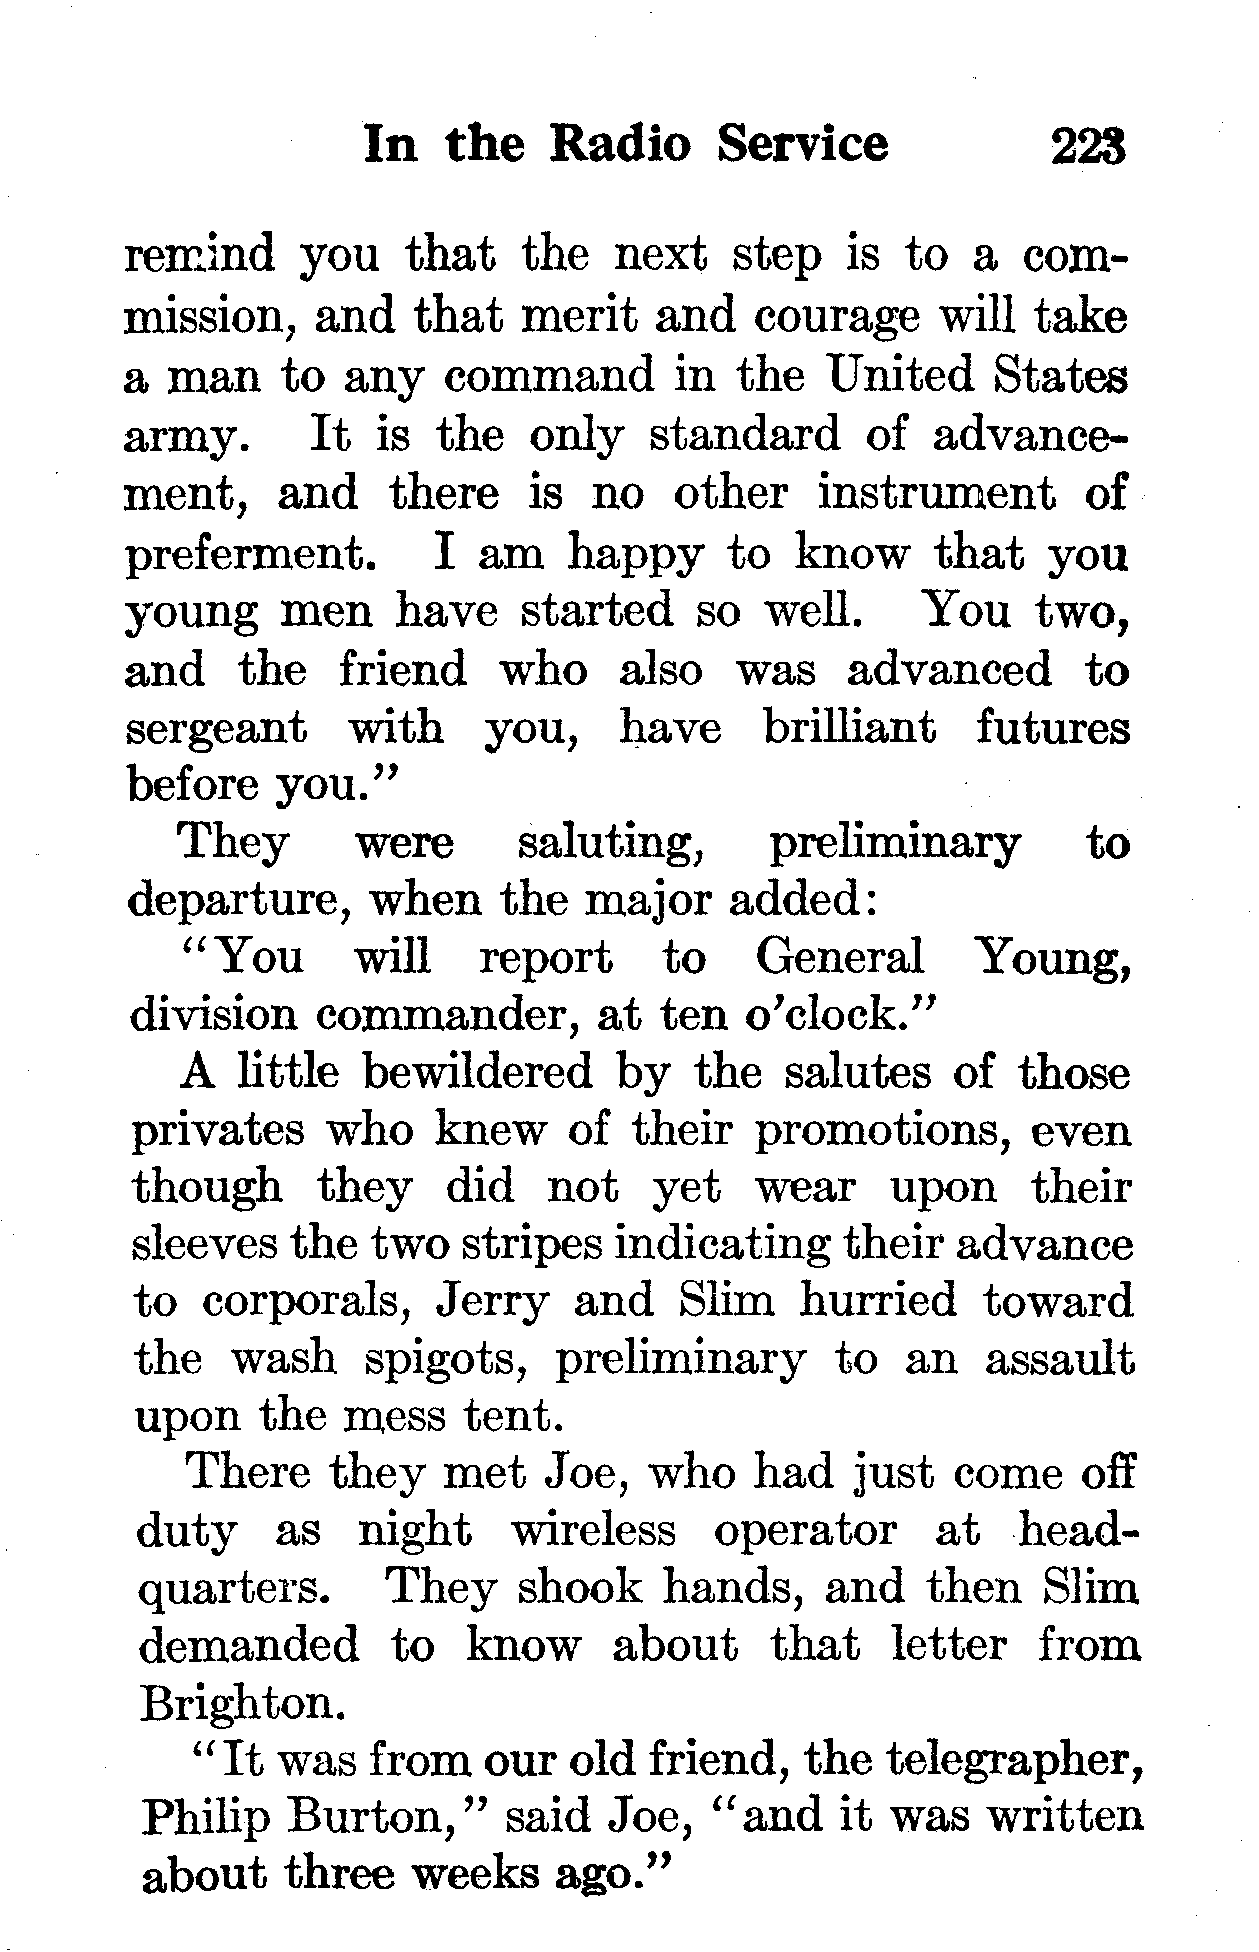 In the Radio Service 223
remind you that the next step is to a com-
mission, and that merit and courage will take
a man to any command in the United States
army. It is the only standard of advance-
ment, and there is no other instrument of
preferment. I am happy to know that you
young men have started so well. You two,
and the friend who also was advanced to
sergeant with you, have brilliant futures
before you."
They were saluting, preliminary to
departure, when the major added:
"You will report to General Young,
division commander, at ten o'clock."
A little bewildered by the salutes of those
privates who knew of their promotions, even
though they did not yet wear upon their
sleeves the two stripes indicating their advance
to corporals, Jerry and Slim hurried toward
the wash spigots, preliminary to an assault
upon the mess tent.
There they met Joe, who had just come off
duty as night wireless operator at head-
quarters. They shook hands, and then Slim
demanded to know about that letter from
Brighton.
"It was from our old friend, the telegrapher,
Philip Burton," said Joe, "and it was written
about three weeks ago."